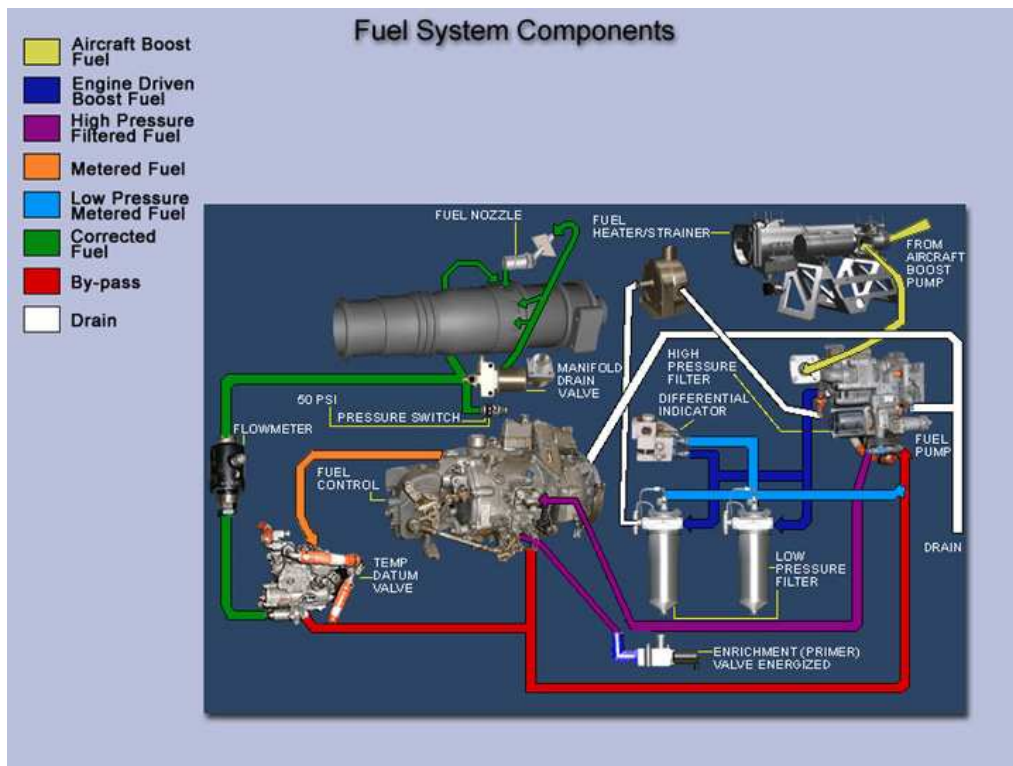 Fuel System Components
Aircraft Boost
Fuel
Engine Driven
Boost Fuel
High Pressure
Filtered Fuel
Metered Fuel
Low Pressure
Metered Fuel
Corrected
Fuel
By-pass
Drain
FUEL NOZZLE
FUEL
HEATER/STRAINER
FROM
AIRCRAFT
BOOST
PUMP
MANIFOLD
DRAIN
VALVE
HIGH
PRESSURE
FILTER
DIFFERENTIAL
INDICATOR
50 PSI
PRESSURE SWITCH
FLOWMETER
FUEL
CONTROL
FUEL
PUMP
DRAIN
TEMP
DATUM
VALVE
LOW
PRESSURE
FILTER
ENRICHMENT (PRIMER)
VALVE ENERGIZED